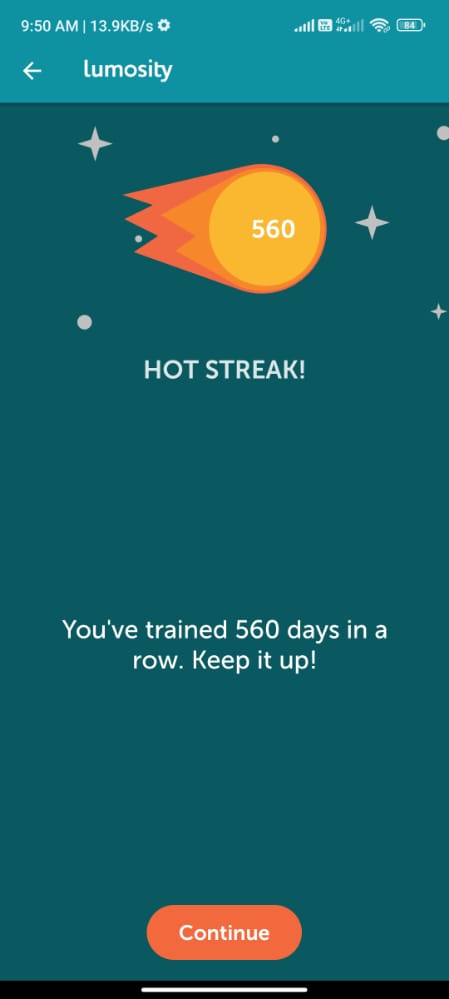 9:50 AM | 13.9KB/s
4G+
84
lumosity
560
HOT STREAK!
You've trained 560 days in a
row. Keep it up!
Continue